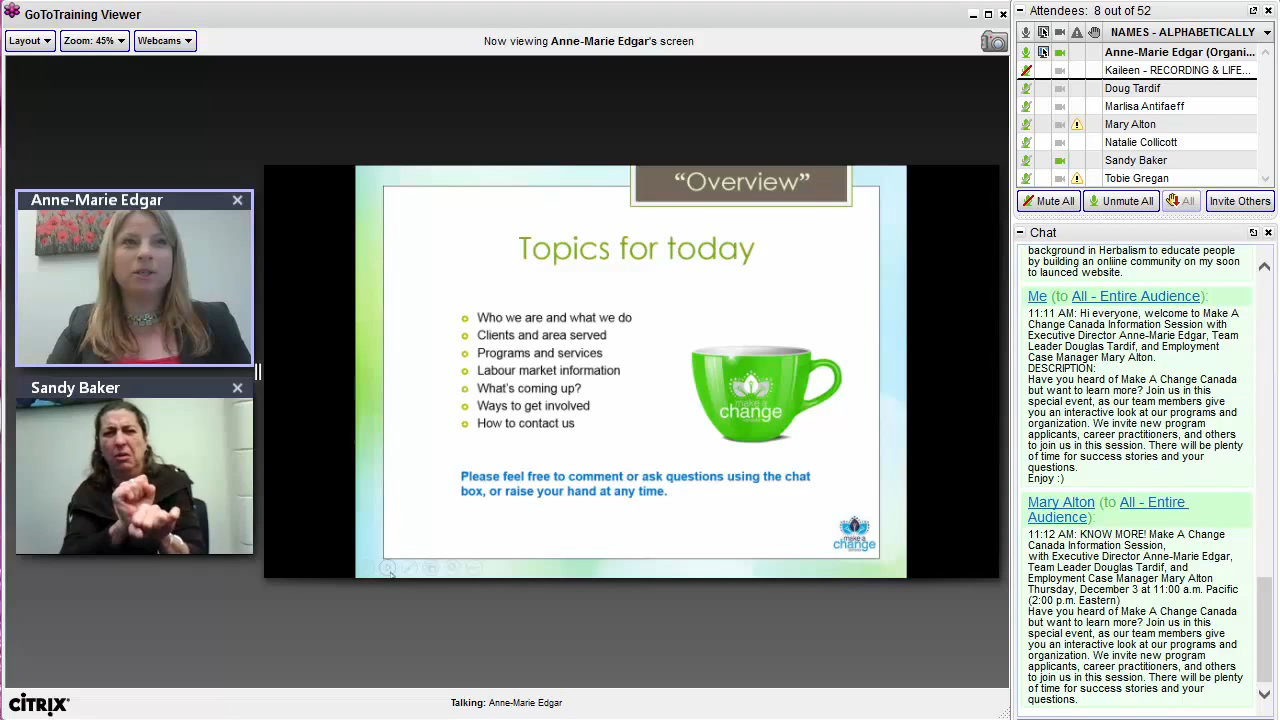 GoToTraining Viewer
Layout
Zoom: 45%
Webcams
Now viewing Anne-Marie Edgar's screen
Anne-Marie Edgar
Sandy Baker
"Overview"
Topics for today
Who we are and what we do
Clients and area served
Programs and services
Labour market information
What's coming up?
Ways to get involved
How to contact us
make a
change
Please feel free to comment or ask questions using the chat
box, or raise your hand at any time.
make a
change
CITRIX
Talking: Anne-Marie Edgar
Attendees: 8 out of 52
NAMES - ALPHABETICALLY
Anne-Marie Edgar (Organi...
Kaileen - RECORDING & LIFE...
Doug Tardif
Marlisa Antifaeff
Mary Alton
Natalie Collicott
Sandy Baker
Tobie Gregan
Mute All
Unmute All
All
Invite Others
Chat
background in Herbalism to educate people
by building an online community on my soon
to launced website.
Me (to All - Entire Audience):
11:11 AM: Hi everyone, welcome to Make A
Change Canada Information Session with
Executive Director Anne-Marie Edgar, Team
Leader Douglas Tardif, and Employment
Case Manager Mary Alton.
DESCRIPTION:
Have you heard of Make A Change Canada
but want to learn more? Join us in this
special event, as our team members give
you an interactive look at our programs and
organization. We invite new program
applicants, career practitioners, and others
to join us in this session. There will be plenty
of time for success stories and your
questions.
Enjoy :)
Mary Alton (to All - Entire
Audience):
11:12 AM: KNOW MORE! Make A Change
Canada Information Session,
with Executive Director Anne-Marie Edgar,
Team Leader Douglas Tardif, and
Employment Case Manager Mary Alton
Thursday, December 3 at 11:00 a.m. Pacific
(2:00 p.m. Eastern)
Have you heard of Make A Change Canada
but want to learn more? Join us in this
special event, as our team members give
you an interactive look at our programs and
organization. We invite new program
applicants, career practitioners, and others
to join us in this session. There will be plenty
of time for success stories and your
questions.